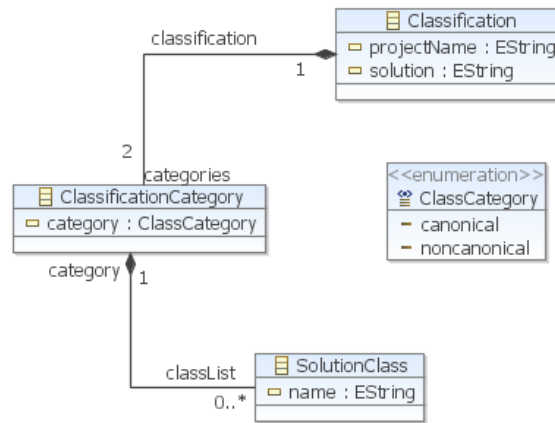 Classification
projectName : EString
solution : EString
classification
1
2
categories
ClassificationCategory
category : ClassCategory
<<enumeration>>
ClassCategory
canonical
noncanonical
category
1
classList
0..*
SolutionClass
name : EString